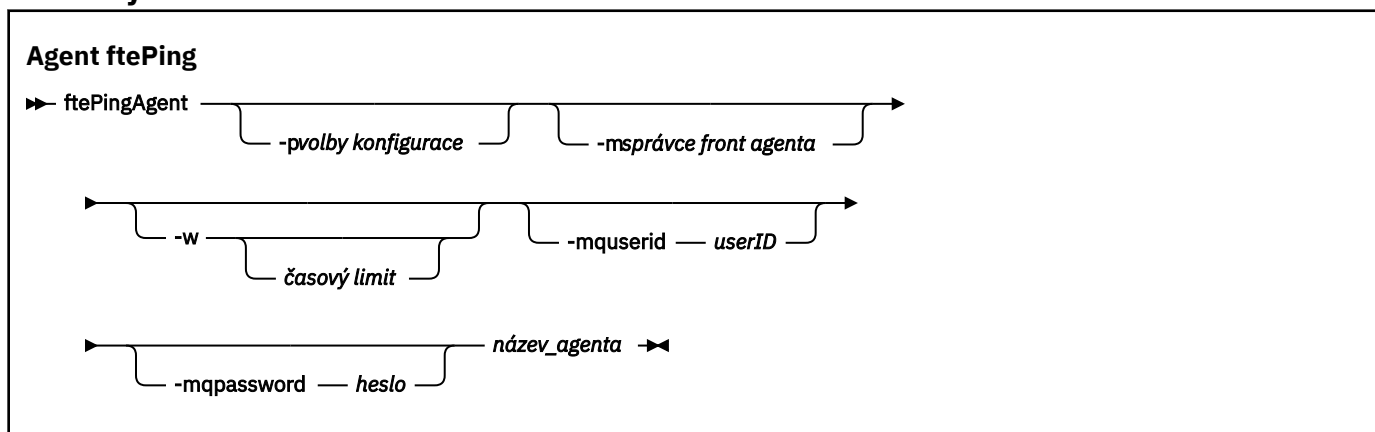 Agent ftePing
ftePingAgent
-pvolby konfigurace -msprávce front agenta
-w časový limit -mquserid userID
-mqpassword heslo název_agenta